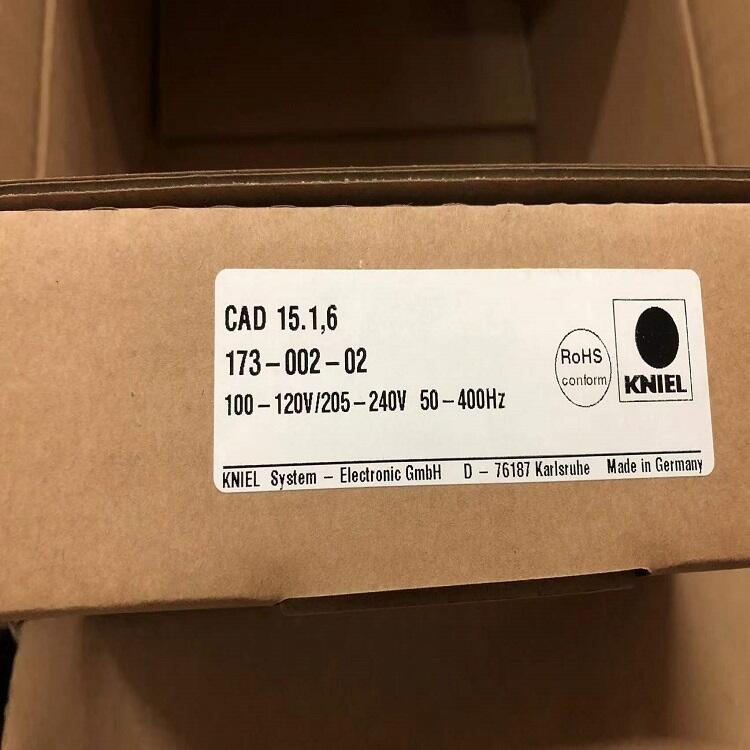 CAD 15.1,6
173-002-02
100-120V/205-240V 50-400Hz
RoHS
conform
KNIEL
KNIEL System - Electronic GmbH D - 76187 Karlsruhe Made in Germany